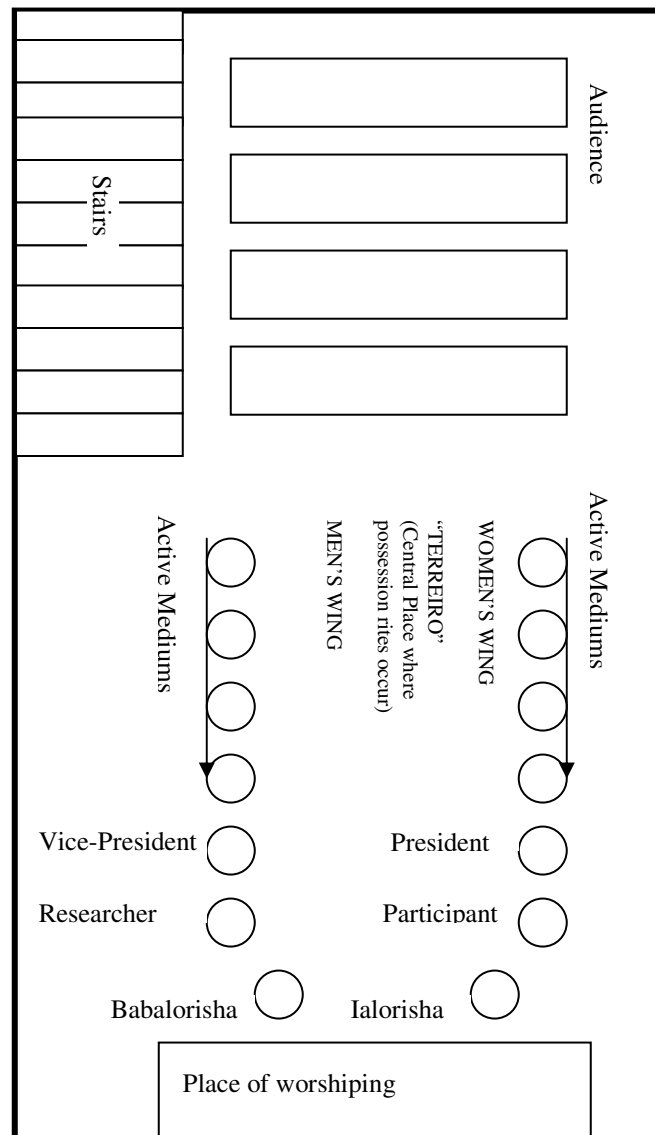 Audience
Stairs
Active Mediums
WOMEN’S WING
“TERREIRO”
(Central Place where
possession rites occur)
MEN’S WING
Active Mediums
Vice-President
President
Researcher
Participant
Babalorisha
Ialorisha
Place of worshiping